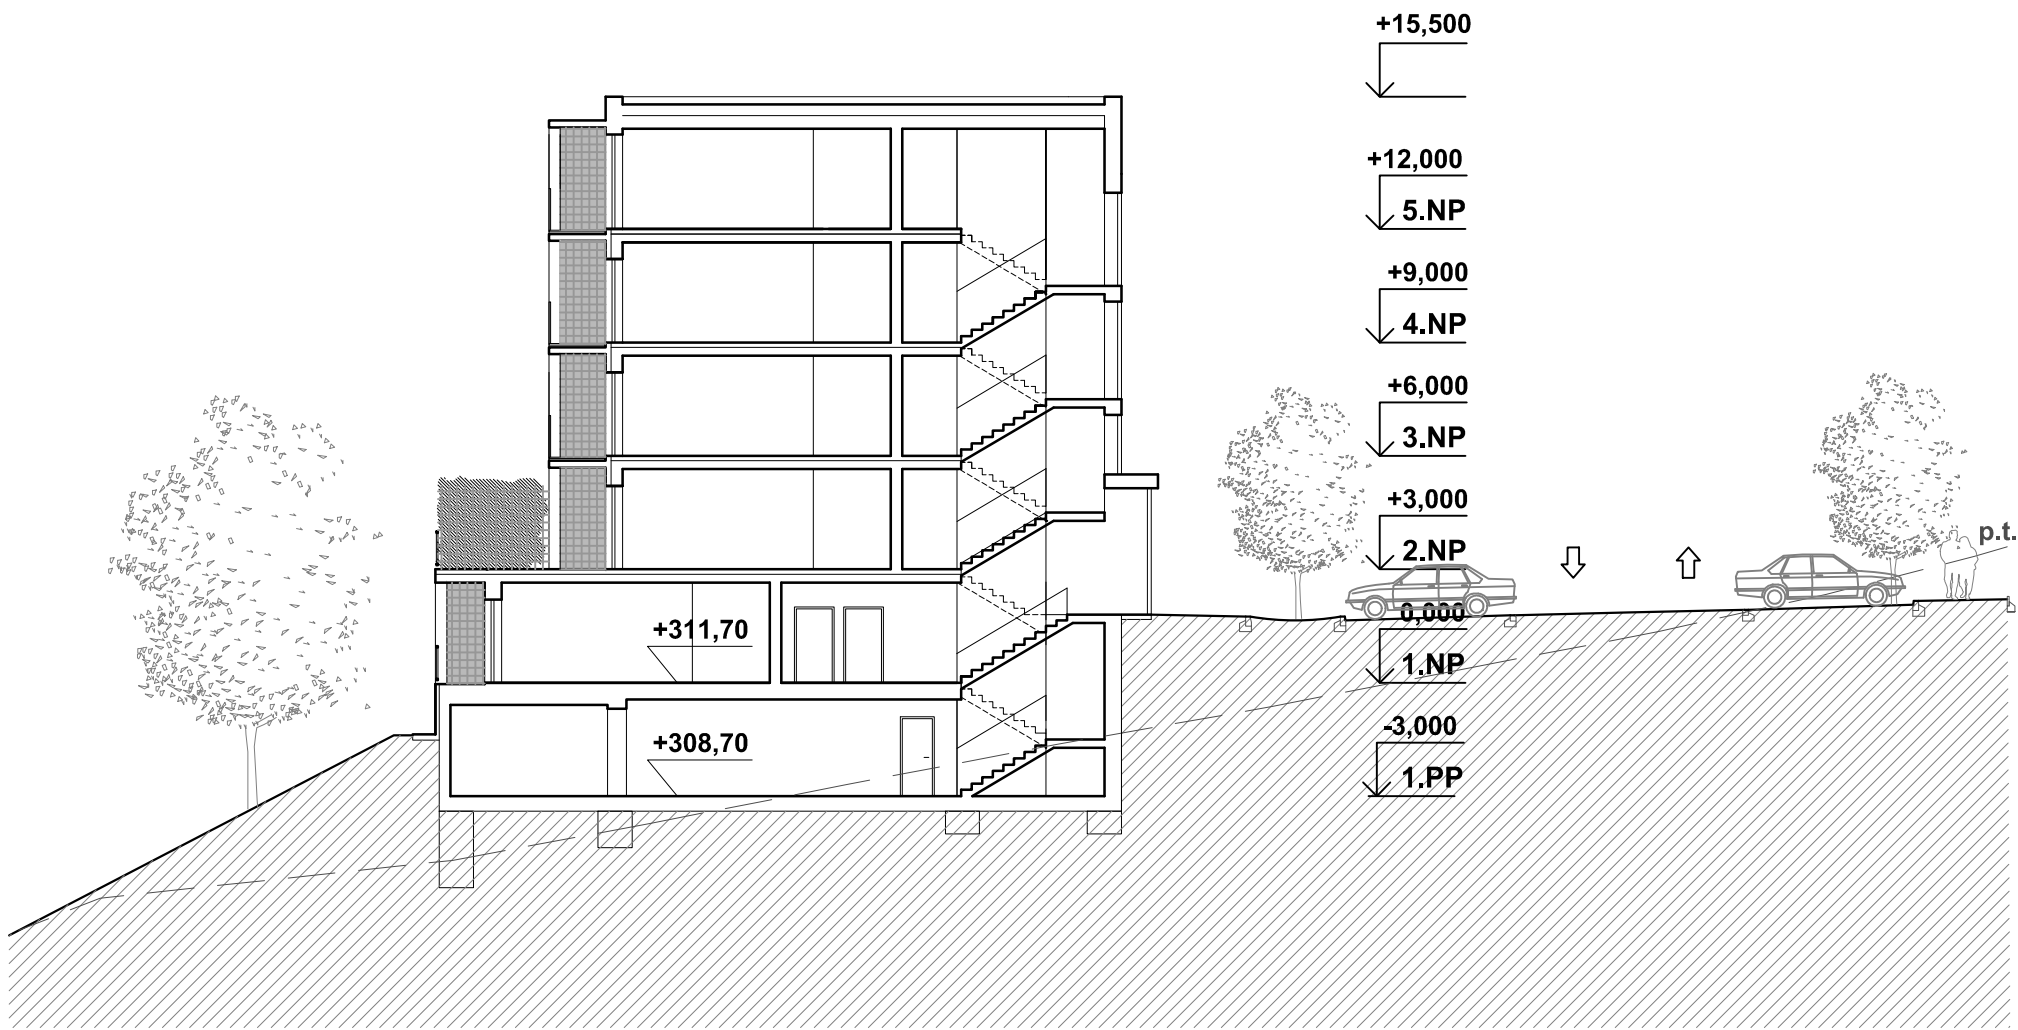 +15,500
+12,000
5.NP
+9,000
4.NP
+6,000
3.NP
+3,000
2.NP
p.t.
0,000
+311,70
1.NP
-3,000
+308,70
1.PP